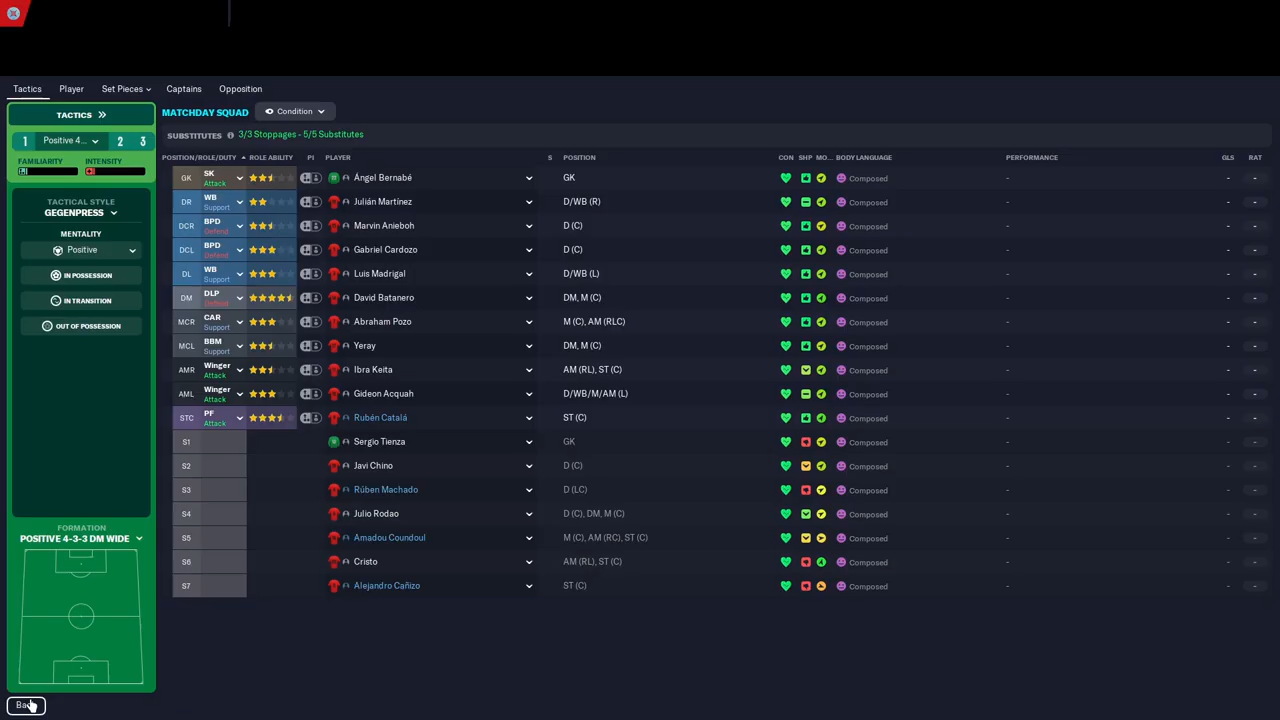 Tactics Player Set Pieces Captains Opposition
TACTICS
1 Positive 4... 2 3
FAMILIARITY INTENSITY
TACTICAL STYLE
GEGENPRESS
MENTALITY
Positive
IN POSSESSION
IN TRANSITION
OUT OF POSSESSION
FORMATION
POSITIVE 4-3-3 DM WIDE
MATCHDAY SQUAD Condition
SUBSTITUTES 3/3 Stoppages - 5/5 Substitutes
POSITION/ROLE/DUTY ROLE ABILITY PI PLAYER S POSITION CON SHP MO... BODY LANGUAGE PERFORMANCE GLS RAT
GK SK Attack Ángel Bernabé GK Composed - - -
DR WB Support Julián Martínez D/WB (R) Composed - - -
DCR BPD Defend Marvin Anieboh D (C) Composed - - -
DCL BPD Defend Gabriel Cardozo D (C) Composed - - -
DL WB Support Luis Madrigal D/WB (L) Composed - - -
DM DLP Defend David Batanero DM, M (C) Composed - - -
MCR CAR Support Abraham Pozo M (C), AM (RLC) Composed - - -
MCL BBM Support Yeray DM, M (C) Composed - - -
AMR Winger Attack Ibra Keita AM (RL), ST (C) Composed - - -
AML Winger Attack Gideon Acquah D/WB/M/AM (L) Composed - - -
STC PF Attack Rubén Catalá ST (C) Composed - - -
S1 Sergio Tienza GK Composed - - -
S2 Javi Chino D (C) Composed - - -
S3 Rúben Machado D (LC) Composed - - -
S4 Julio Rodao D (C), DM, M (C) Composed - - -
S5 Amadou Coundoul M (C), AM (RC), ST (C) Composed - - -
S6 Cristo AM (RL), ST (C) Composed - - -
S7 Alejandro Cañizo ST (C) Composed - - -